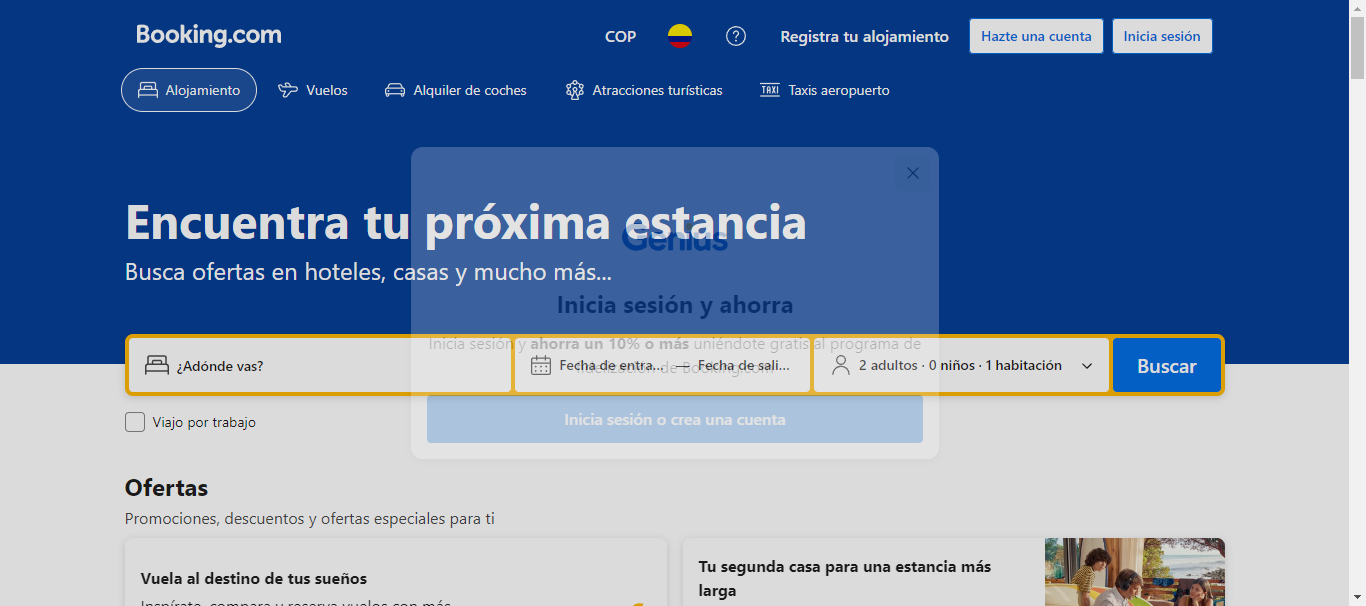 Booking.com
COP
Registra tu alojamiento
Hazte una cuenta
Inicia sesión
Alojamiento
Vuelos
Alquiler de coches
Atracciones turísticas
TAXI
Taxis aeropuerto
Encuentra tu próxima estancia
Genius
Busca ofertas en hoteles, casas y mucho más...
Inicia sesión y ahorra
Inicia sesión y ahorra un 10% o más uniéndote gratis al programa de
fidelización de Booking.com
¿Adónde vas?
Fecha de entra... — Fecha de sali...
2 adultos · 0 niños · 1 habitación
Buscar
Viajo por trabajo
Inicia sesión o crea una cuenta
Ofertas
Promociones, descuentos y ofertas especiales para ti
Vuela al destino de tus sueños
Inspírate, compara y reserva vuelos con más
Tu segunda casa para una estancia más
larga